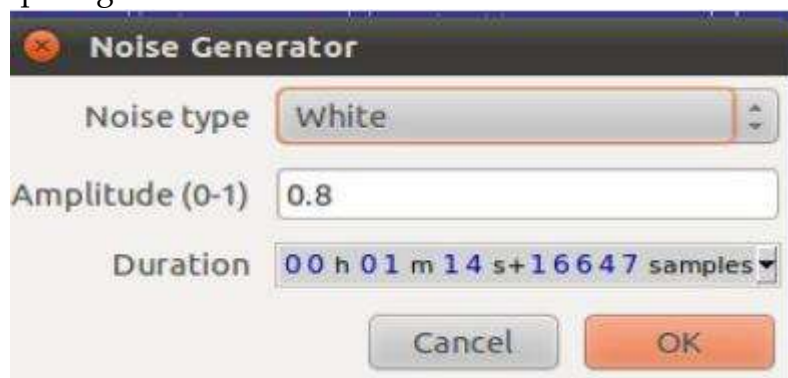 Noise Generator
Noise type White
Amplitude (0-1) 0.8
Duration 00 h 01 m 14 s+16647 samples
Cancel OK